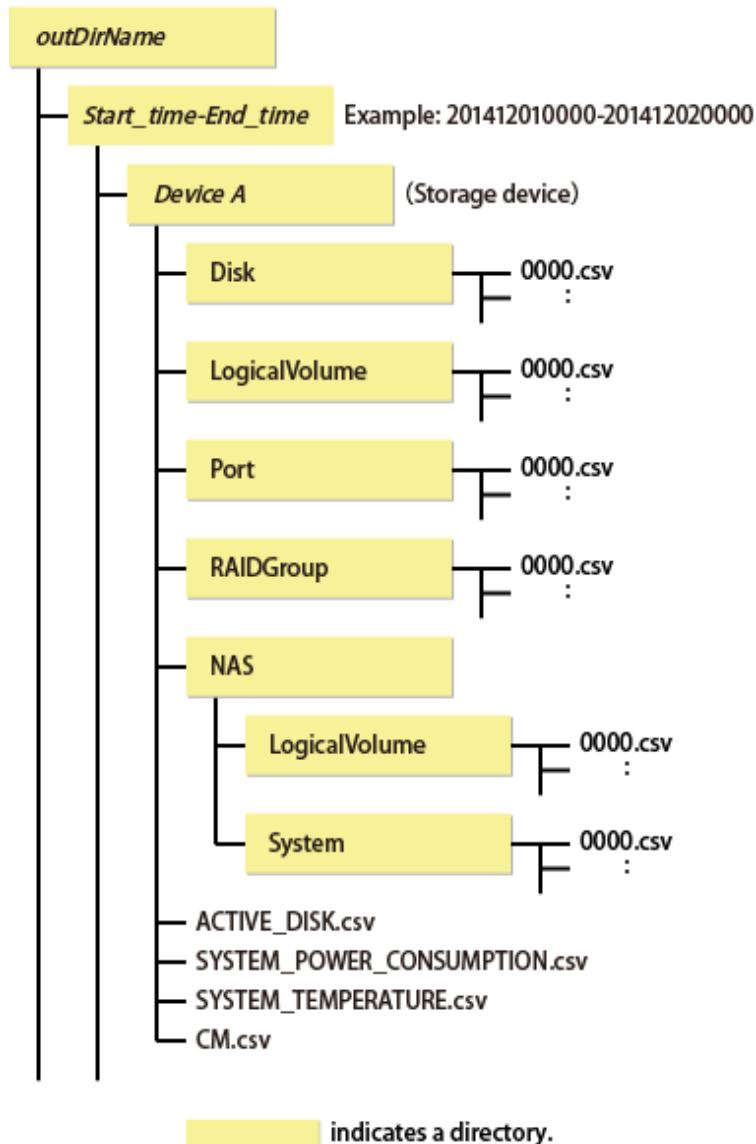 outDirName
Start_time-End_time Example: 201412010000-201412020000
Device A (Storage device)
Disk 0000.csv
:
LogicalVolume 0000.csv
:
Port 0000.csv
:
RAIDGroup 0000.csv
:
NAS
LogicalVolume 0000.csv
:
System 0000.csv
:
ACTIVE_DISK.csv
SYSTEM_POWER_CONSUMPTION.csv
SYSTEM_TEMPERATURE.csv
CM.csv
indicates a directory.